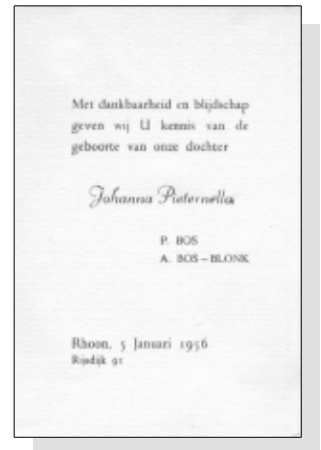 Met dankbaarheid en blijdschap
geven wij U kennis van de
geboorte van onze dochter
Johanna Pieternella
P. BOS
A. BOS – BLONK
Rhoon, 5 Januari 1956
Rijsdijk 91